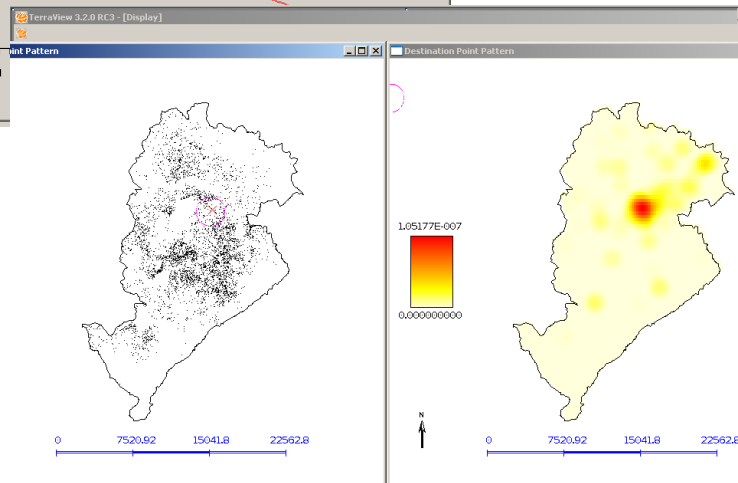 TerraView 3.2.0 RC3 - [Display]
oint Pattern
Destination Point Pattern
1.05177E-007
0.000000000
N
0 7520.92 15041.8 22562.8
0 7520.92 15041.8 22562.8